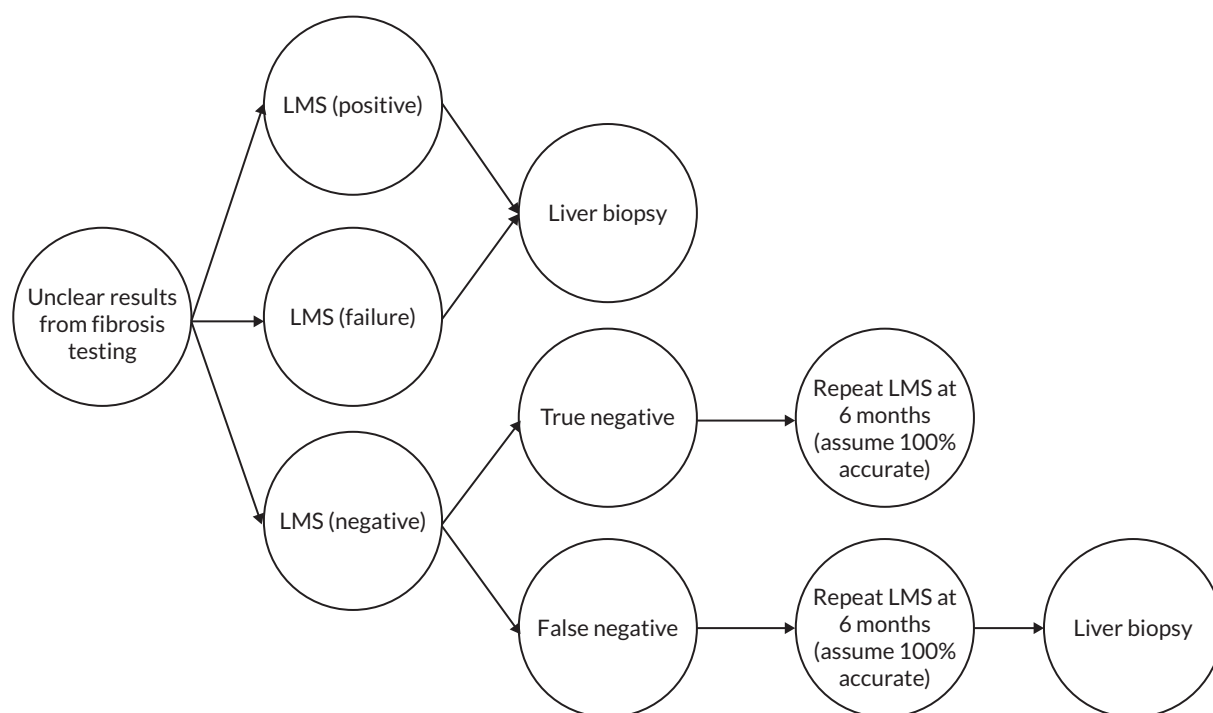 Unclear results
from fibrosis
testing
LMS (positive)
LMS (failure)
LMS (negative)
Liver biopsy
True negative
False negative
Repeat LMS at
6 months
(assume 100%
accurate)
Repeat LMS at
6 months
(assume 100%
accurate)
Liver biopsy